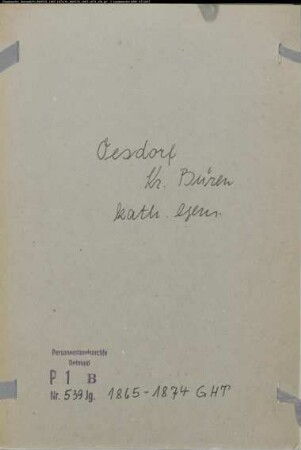 Oesdorf
Kr. Büren
kath. Gem.
Personenstandsarchiv
Detmold
P 1 B
Nr. 539 Jg. 1865-1874 GHT